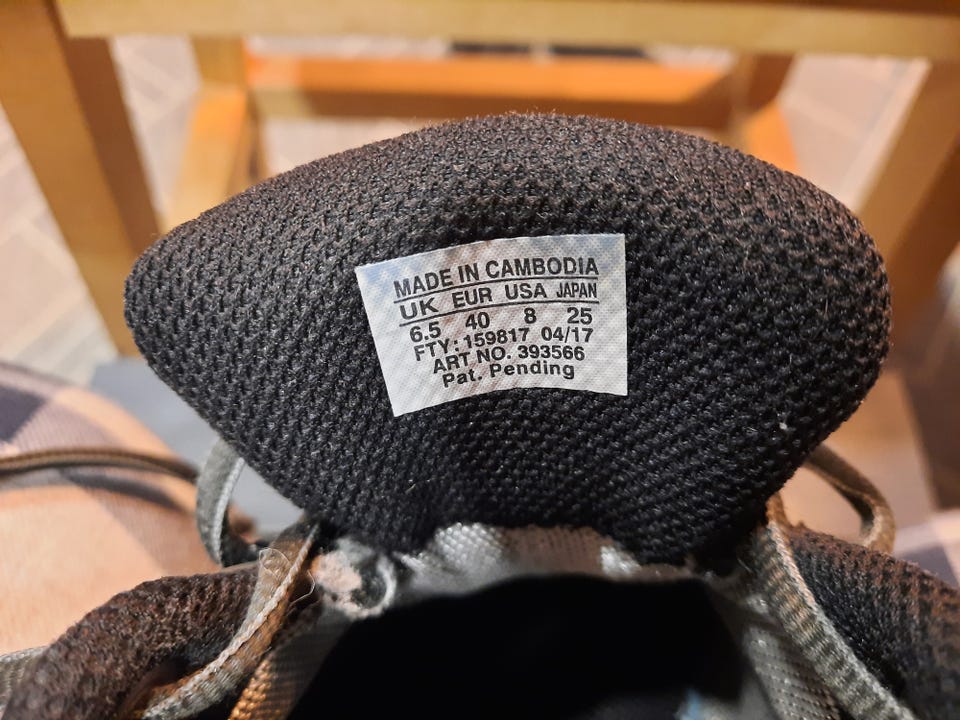 MADE IN CAMBODIA
UK EUR USA JAPAN
6.5 40 8 25
FTY: 159817 04/17
ART NO. 393566
Pat. Pending